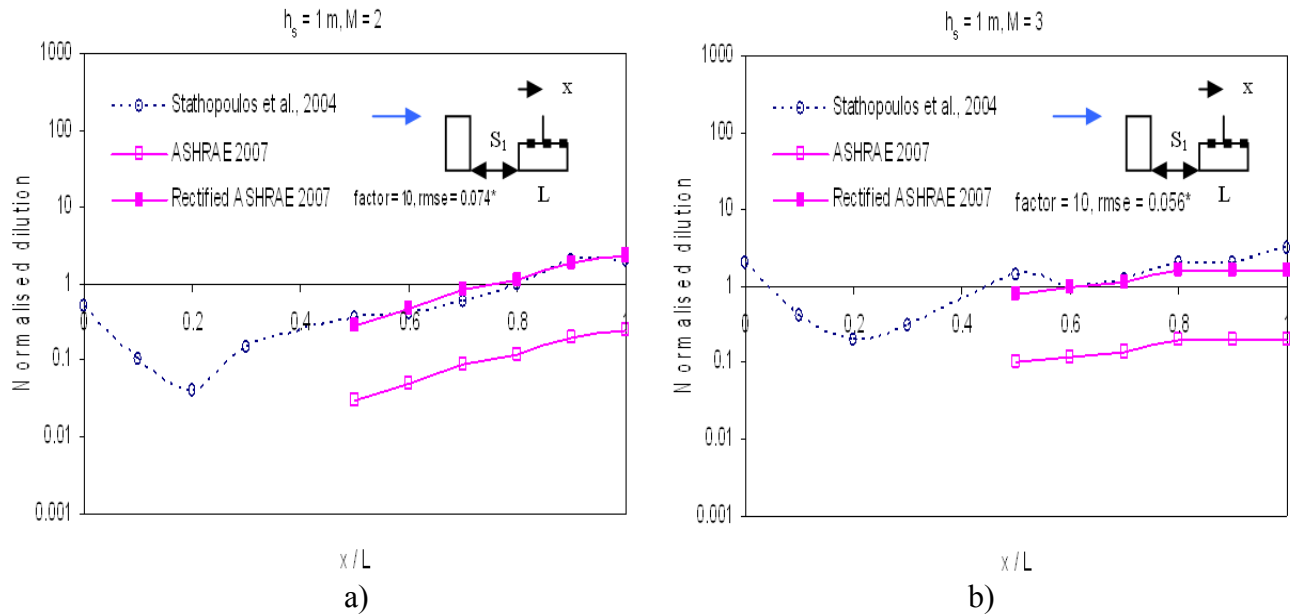 h_s = 1 m, M = 2
1000
100
10
1
0.1
0.01
0.001
Normalised dilution
Stathopoulos et al., 2004
ASHRAE 2007
Rectified ASHRAE 2007
factor = 10, rmse = 0.074*
x
S_1
L
0 0.2 0.4 0.6 0.8 1
x / L
a)
h_s = 1 m, M = 3
1000
100
10
1
0.1
0.01
0.001
Normalised dilution
Stathopoulos et al., 2004
ASHRAE 2007
Rectified ASHRAE 2007
factor = 10, rmse = 0.056*
x
S_1
L
0 0.2 0.4 0.6 0.8 1
x / L
b)